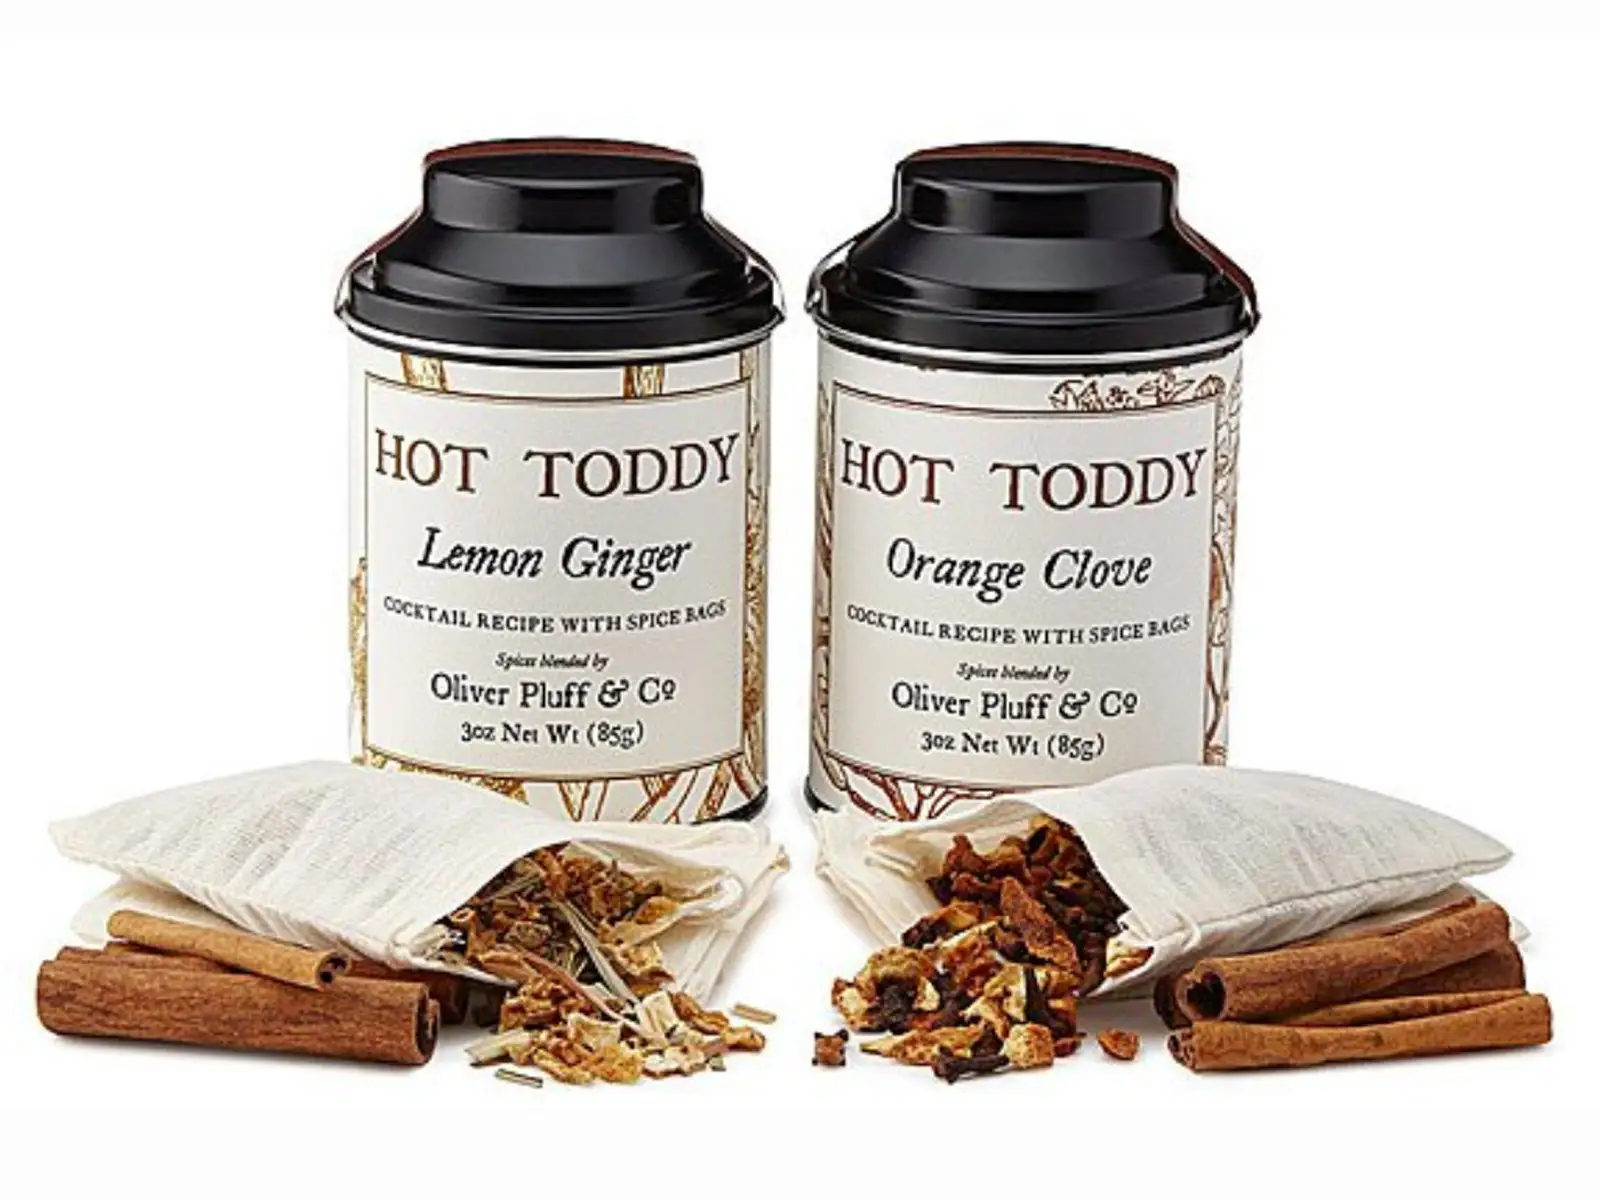 HOT TODDY
Lemon Ginger
COCKTAIL RECIPE WITH SPICE BAGS
Spices blended by
Oliver Pluff & Cº
3oz Net Wt (85g)
HOT TODDY
Orange Clove
COCKTAIL RECIPE WITH SPICE BAGS
Spices blended by
Oliver Pluff & Cº
3oz Net Wt (85g)